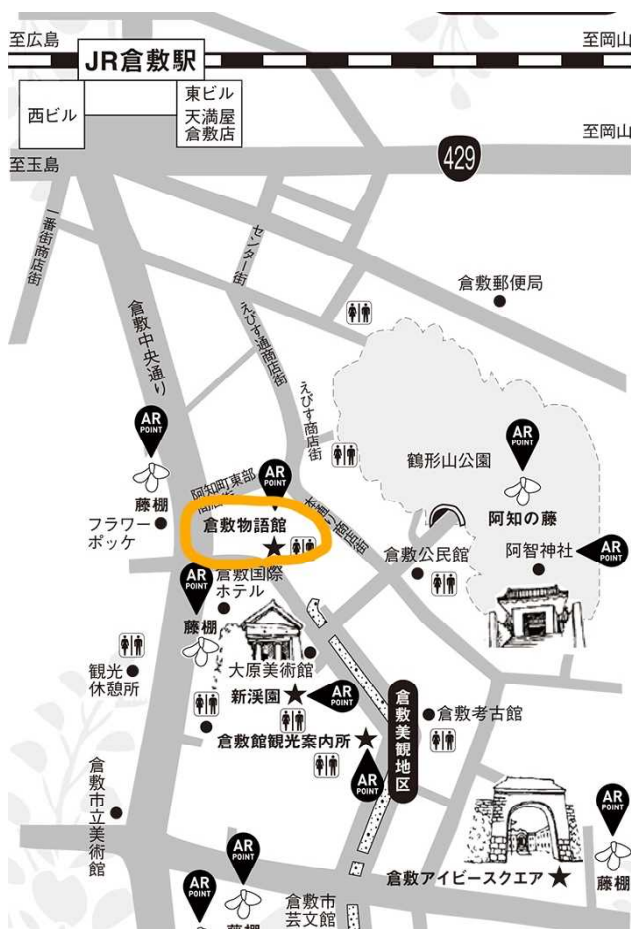 至広島
至岡山
JR倉敷駅
西ビル
東ビル
天満屋
倉敷店
至玉島
429
至岡山
一番街商店街
センター街
倉敷中央通り
えびす通商店街
倉敷郵便局
えびす商店街
AR
POINT
藤棚
フラワー
ポッケ
阿知町東部
AR
POINT
倉敷物語館
本通り商店街
AR
POINT
鶴形山公園
阿知の藤
倉敷公民館
阿智神社
AR
POINT
AR
POINT
藤棚
倉敷国際
ホテル
大原美術館
観光
休憩所
新渓園
AR
POINT
倉敷館観光案内所
AR
POINT
倉敷美観地区
倉敷考古館
倉敷市立美術館
倉敷アイビースクエア
AR
POINT
藤棚
AR
POINT
AR
POINT
藤棚
倉敷市
芸文館